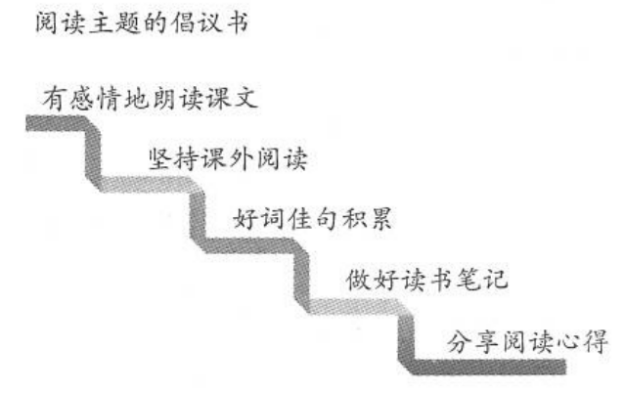 阅读主题的倡议书
有感情地朗读课文
坚持课外阅读
好词佳句积累
做好读书笔记
分享阅读心得